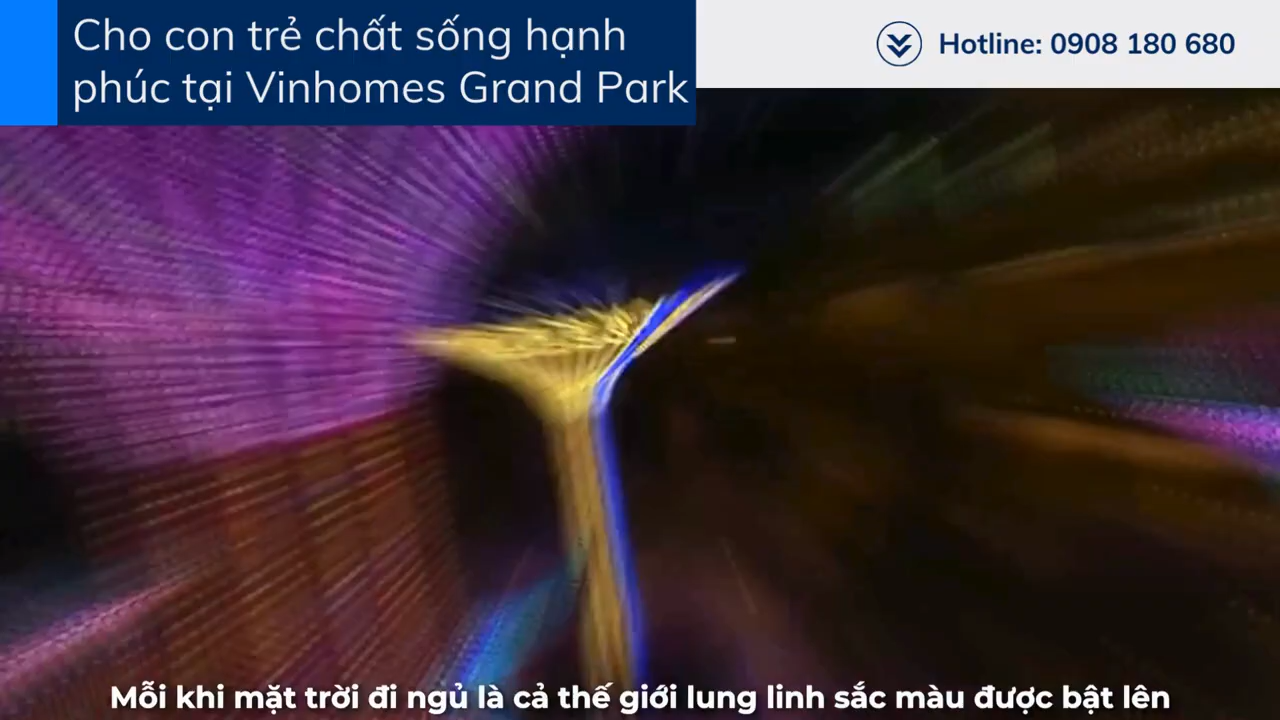 Cho con trẻ chất sống hạnh
phúc tại Vinhomes Grand Park
Hotline: 0908 180 680
Mỗi khi mặt trời đi ngủ là cả thế giới lung linh sắc màu được bật lên